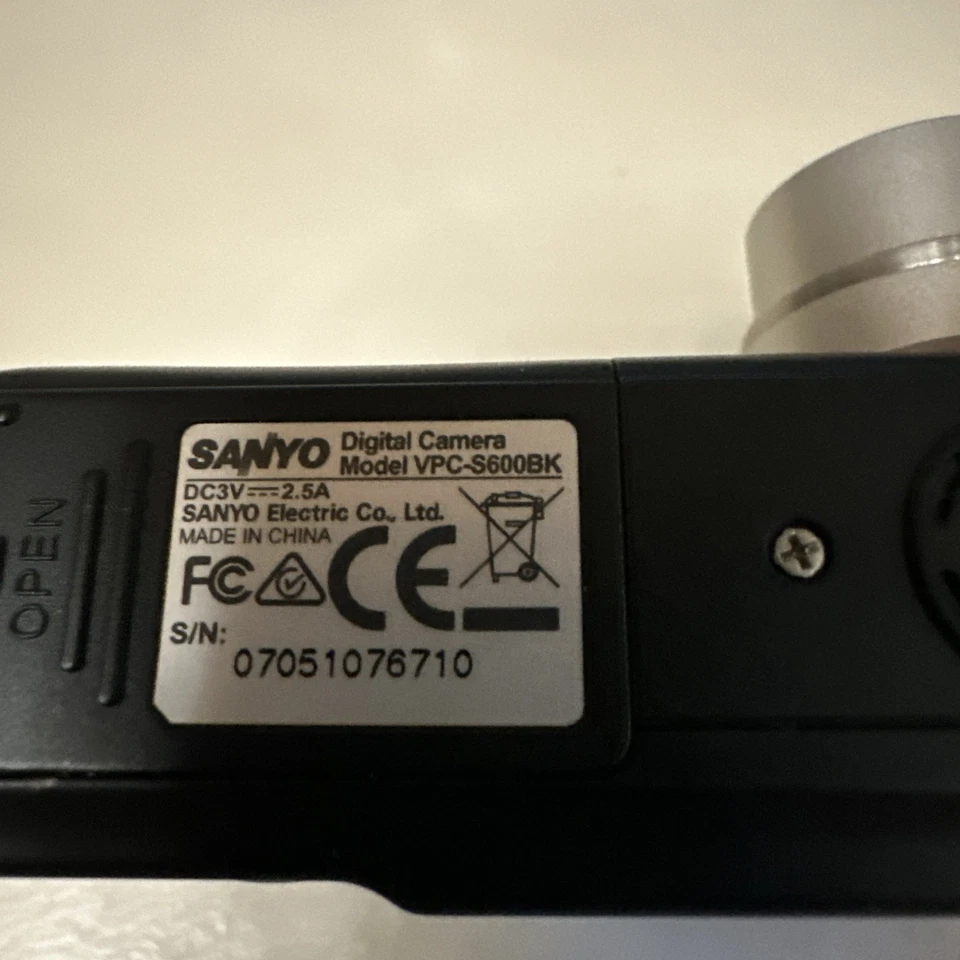 OPEN
SANYO Digital Camera
Model VPC-S600BK
DC3V⎓2.5A
SANYO Electric Co., Ltd.
MADE IN CHINA
FC CE
S/N:
07051076710